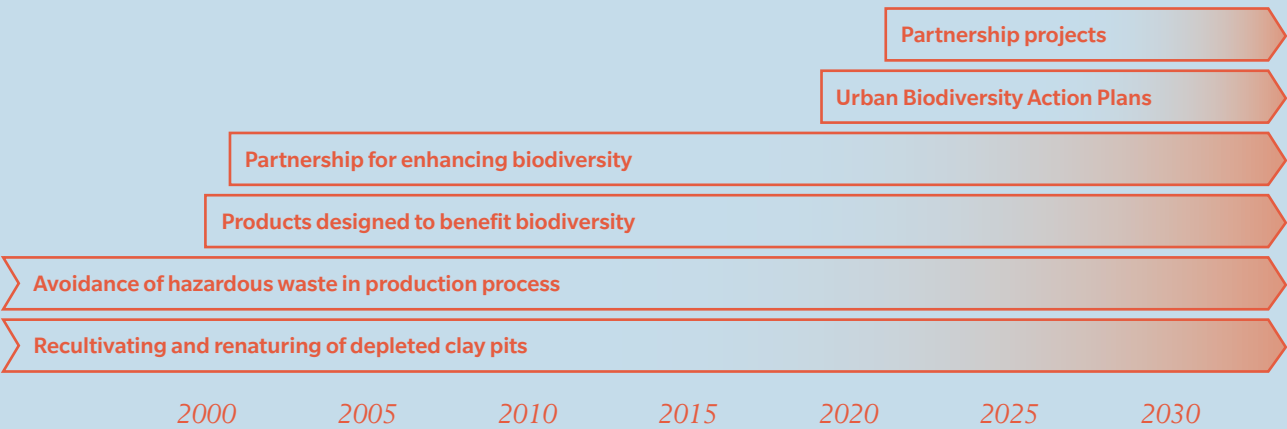 Partnership projects
Urban Biodiversity Action Plans
Partnership for enhancing biodiversity
Products designed to benefit biodiversity
Avoidance of hazardous waste in production process
Recultivating and renaturing of depleted clay pits
2000 2005 2010 2015 2020 2025 2030